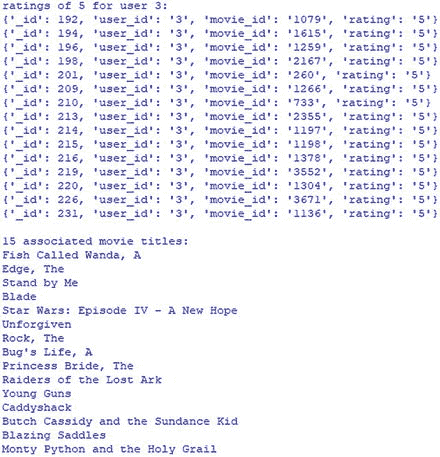 ratings of 5 for user 3:
{'_id': 192, 'user_id': '3', 'movie_id': '1079', 'rating': '5'}
{'_id': 194, 'user_id': '3', 'movie_id': '1615', 'rating': '5'}
{'_id': 196, 'user_id': '3', 'movie_id': '1259', 'rating': '5'}
{'_id': 198, 'user_id': '3', 'movie_id': '2167', 'rating': '5'}
{'_id': 201, 'user_id': '3', 'movie_id': '260', 'rating': '5'}
{'_id': 209, 'user_id': '3', 'movie_id': '1266', 'rating': '5'}
{'_id': 210, 'user_id': '3', 'movie_id': '733', 'rating': '5'}
{'_id': 213, 'user_id': '3', 'movie_id': '2355', 'rating': '5'}
{'_id': 214, 'user_id': '3', 'movie_id': '1197', 'rating': '5'}
{'_id': 215, 'user_id': '3', 'movie_id': '1198', 'rating': '5'}
{'_id': 216, 'user_id': '3', 'movie_id': '1378', 'rating': '5'}
{'_id': 219, 'user_id': '3', 'movie_id': '3552', 'rating': '5'}
{'_id': 220, 'user_id': '3', 'movie_id': '1304', 'rating': '5'}
{'_id': 226, 'user_id': '3', 'movie_id': '3671', 'rating': '5'}
{'_id': 231, 'user_id': '3', 'movie_id': '1136', 'rating': '5'}
15 associated movie titles:
Fish Called Wanda, A
Edge, The
Stand by Me
Blade
Star Wars: Episode IV - A New Hope
Unforgiven
Rock, The
Bug's Life, A
Princess Bride, The
Raiders of the Lost Ark
Young Guns
Caddyshack
Butch Cassidy and the Sundance Kid
Blazing Saddles
Monty Python and the Holy Grail